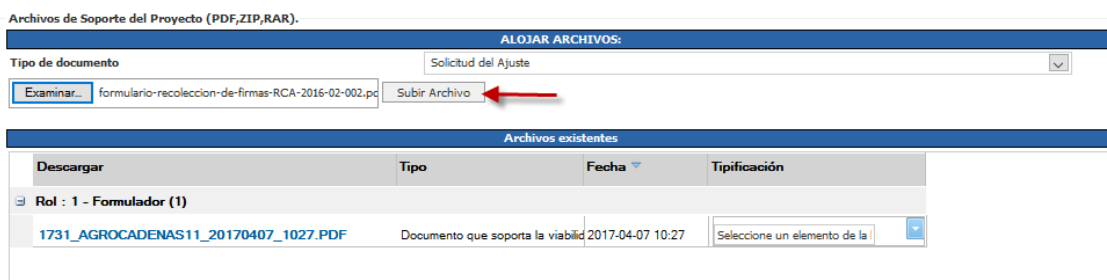 Archivos de Soporte del Proyecto (PDF,ZIP,RAR).
ALOJAR ARCHIVOS:
Tipo de documento Solicitud del Ajuste
Examinar... formulario-recoleccion-de-firmas-RCA-2016-02-002.pd Subir Archivo
Archivos existentes
Descargar Tipo Fecha Tipificación
Rol : 1 - Formulador (1)
1731_AGROCADENAS11_20170407_1027.PDF Documento que soporta la viabilid 2017-04-07 10:27 Seleccione un elemento de la